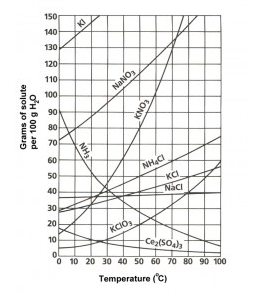 150
140
130
120
110
100
90
80
70
60
50
40
30
20
10
0
Grams of solute
per 100 g H₂O
KI
NaNO₃
KNO₃
NH₃
NH₄Cl
KCl
NaCl
KClO₃
Ce₂(SO₄)₃
0 10 20 30 40 50 60 70 80 90 100
Temperature (°C)